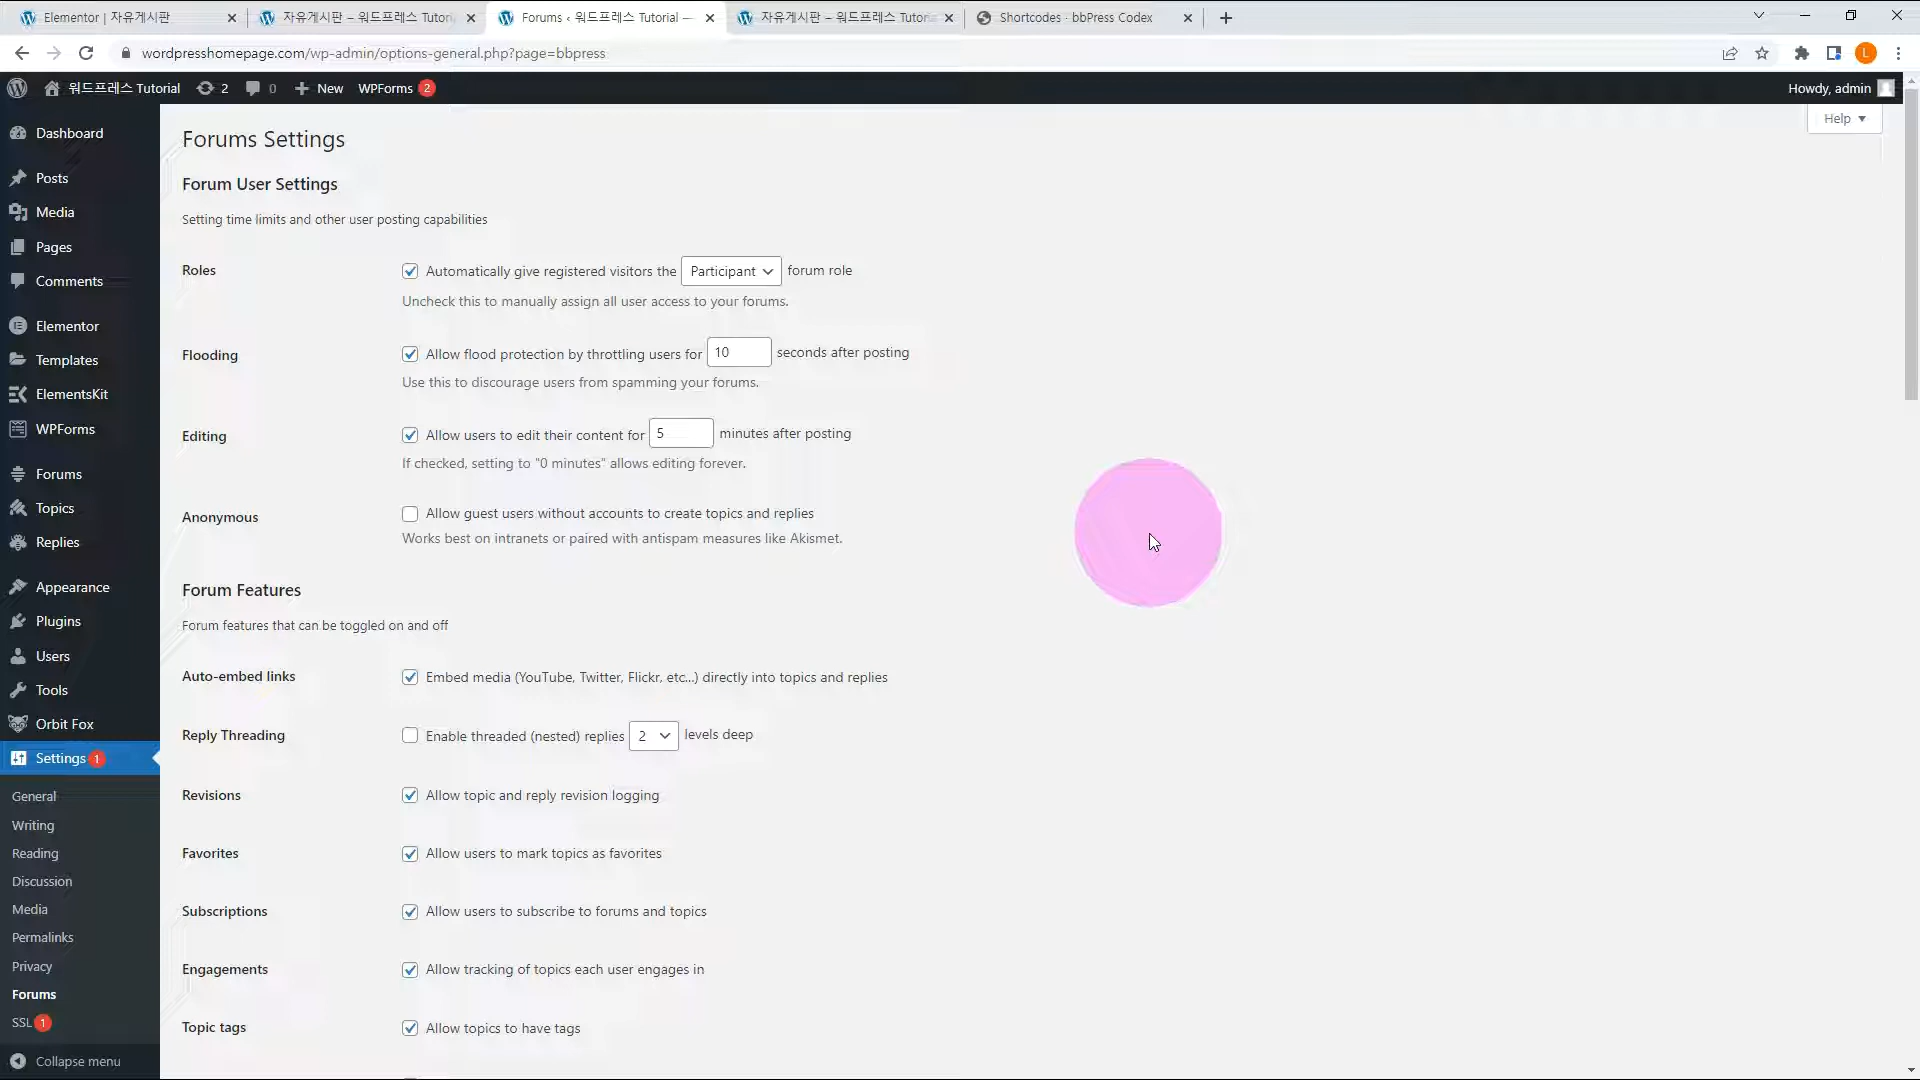 Elementor | 자유게시판
자유게시판 – 워드프레스 Tutori
Forums ‹ 워드프레스 Tutorial —
자유게시판 – 워드프레스 Tutori
Shortcodes · bbPress Codex
wordpresshomepage.com/wp-admin/options-general.php?page=bbpress
L
워드프레스 Tutorial
2
0
New
WPForms 2
Howdy, admin
Help
Dashboard
Posts
Media
Pages
Comments
Elementor
Templates
ElementsKit
WPForms
Forums
Topics
Replies
Appearance
Plugins
Users
Tools
Orbit Fox
Settings 1
General
Writing
Reading
Discussion
Media
Permalinks
Privacy
Forums
SSL 1
Collapse menu
Forums Settings
Forum User Settings
Setting time limits and other user posting capabilities
Roles
Automatically give registered visitors the Participant forum role
Uncheck this to manually assign all user access to your forums.
Flooding
Allow flood protection by throttling users for 10 seconds after posting
Use this to discourage users from spamming your forums.
Editing
Allow users to edit their content for 5 minutes after posting
If checked, setting to "0 minutes" allows editing forever.
Anonymous
Allow guest users without accounts to create topics and replies
Works best on intranets or paired with antispam measures like Akismet.
Forum Features
Forum features that can be toggled on and off
Auto-embed links
Embed media (YouTube, Twitter, Flickr, etc...) directly into topics and replies
Reply Threading
Enable threaded (nested) replies 2 levels deep
Revisions
Allow topic and reply revision logging
Favorites
Allow users to mark topics as favorites
Subscriptions
Allow users to subscribe to forums and topics
Engagements
Allow tracking of topics each user engages in
Topic tags
Allow topics to have tags